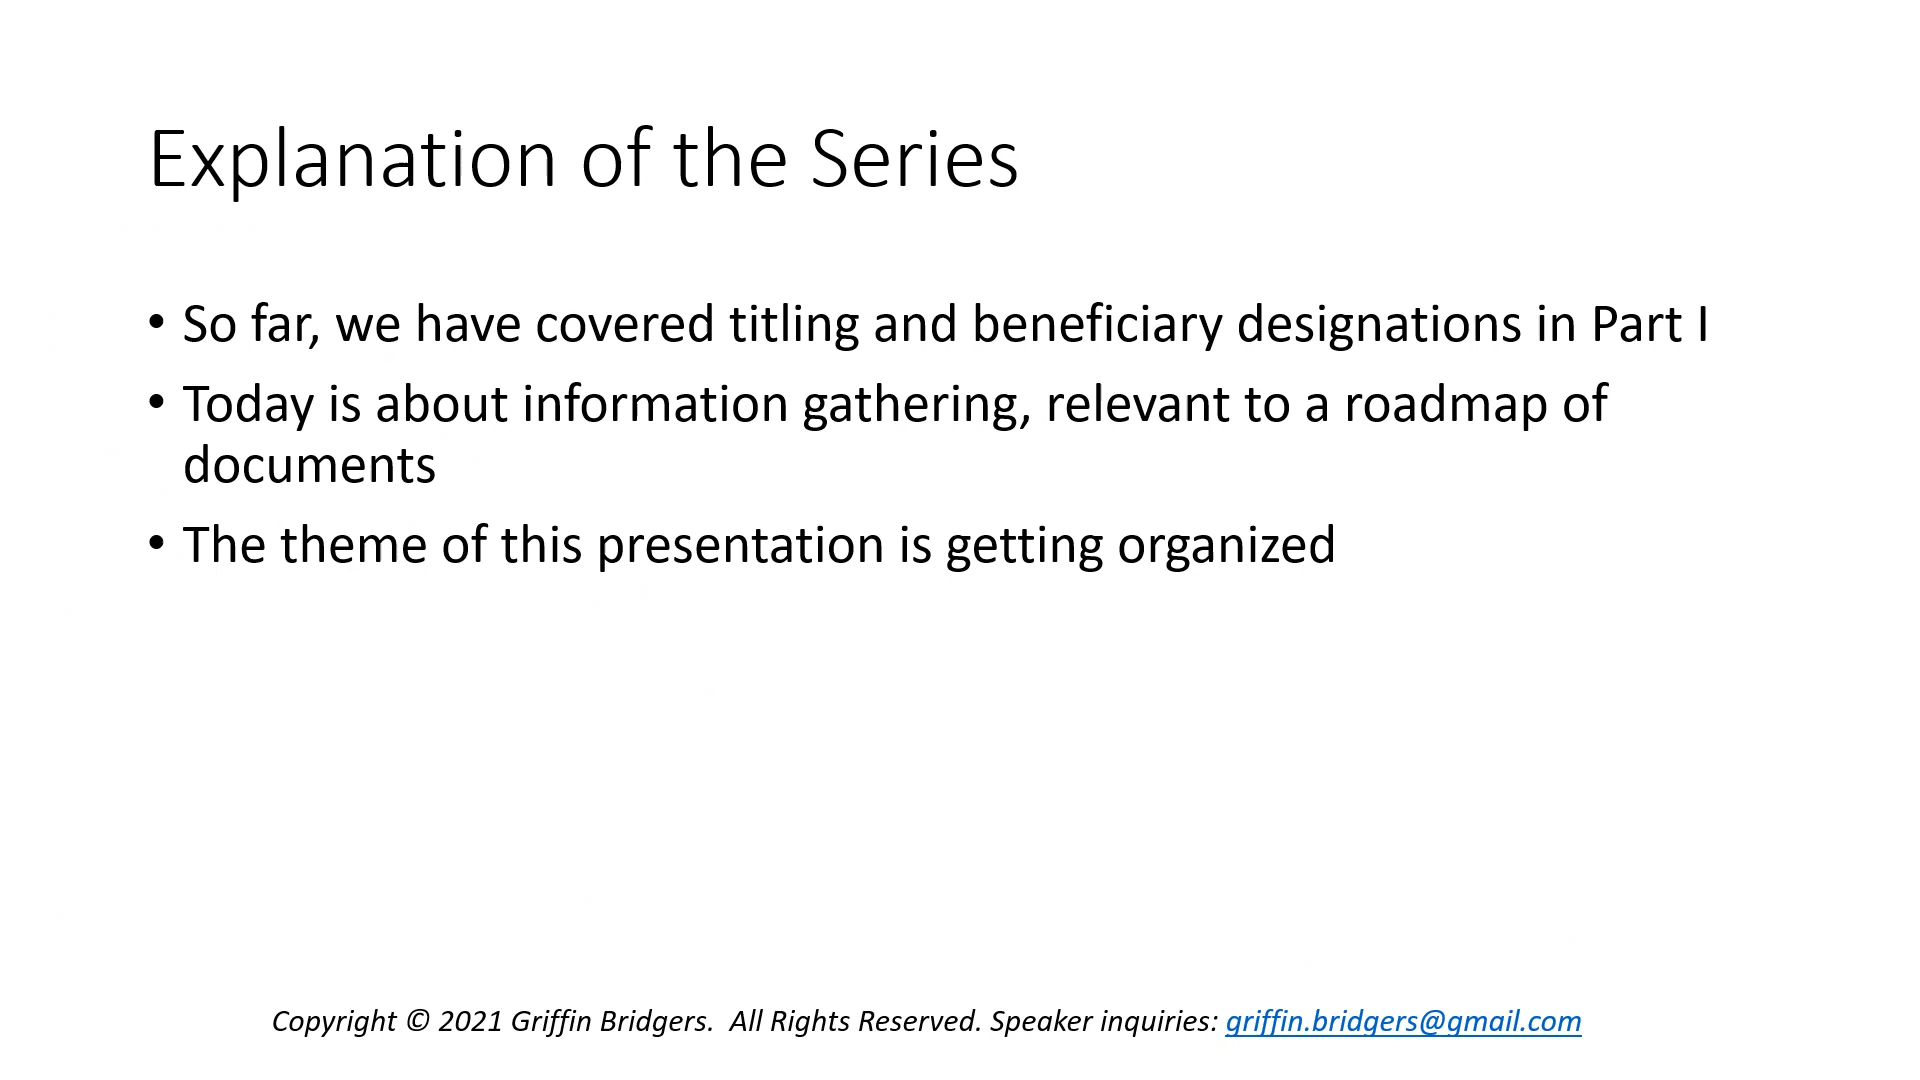 Explanation of the Series
• So far, we have covered titling and beneficiary designations in Part I
• Today is about information gathering, relevant to a roadmap of
documents
• The theme of this presentation is getting organized
Copyright © 2021 Griffin Bridgers.  All Rights Reserved. Speaker inquiries: griffin.bridgers@gmail.com